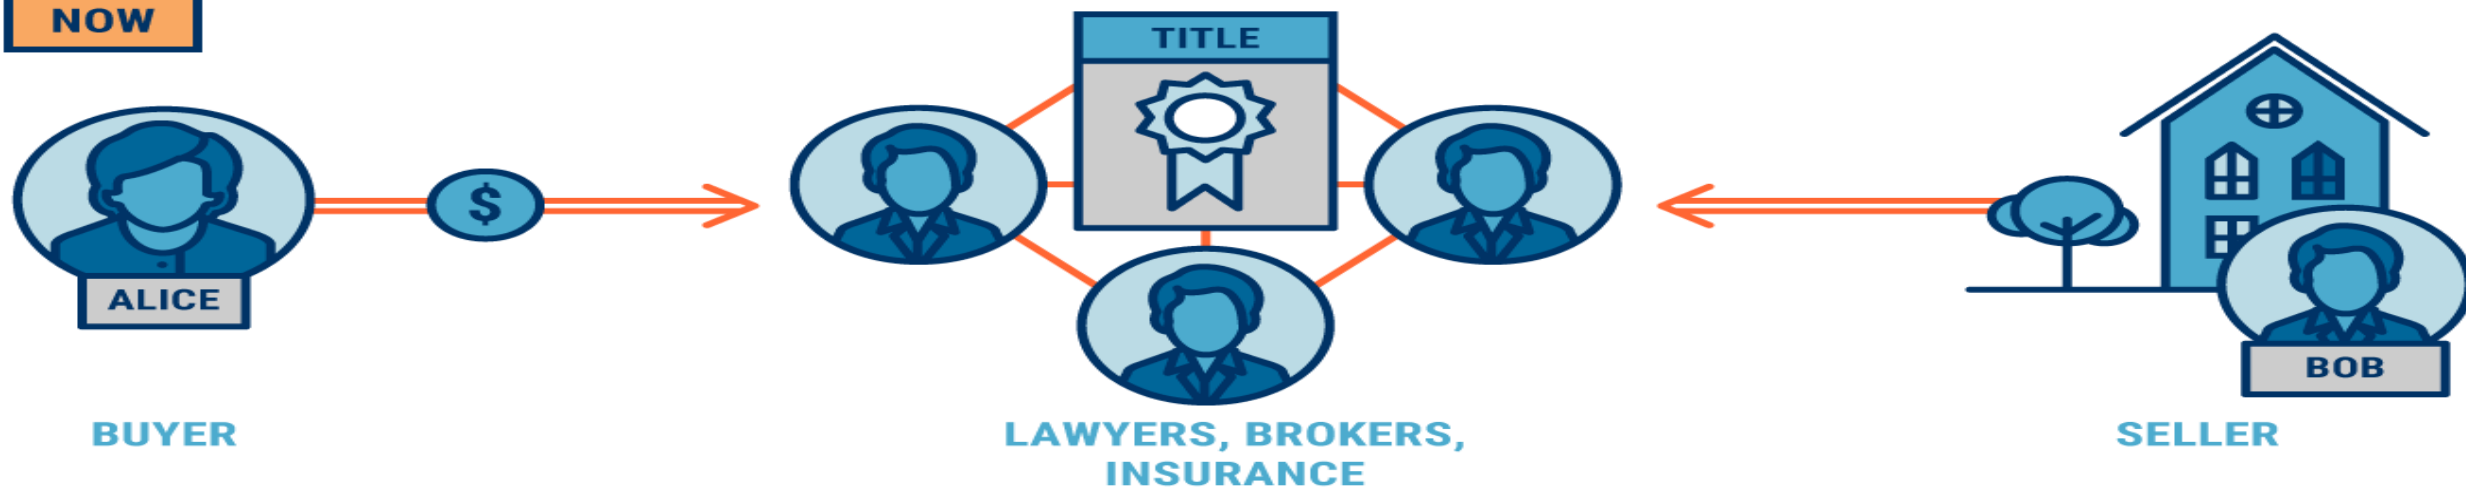 NOW
TITLE
$
ALICE
BOB
BUYER
LAWYERS, BROKERS,
INSURANCE
SELLER